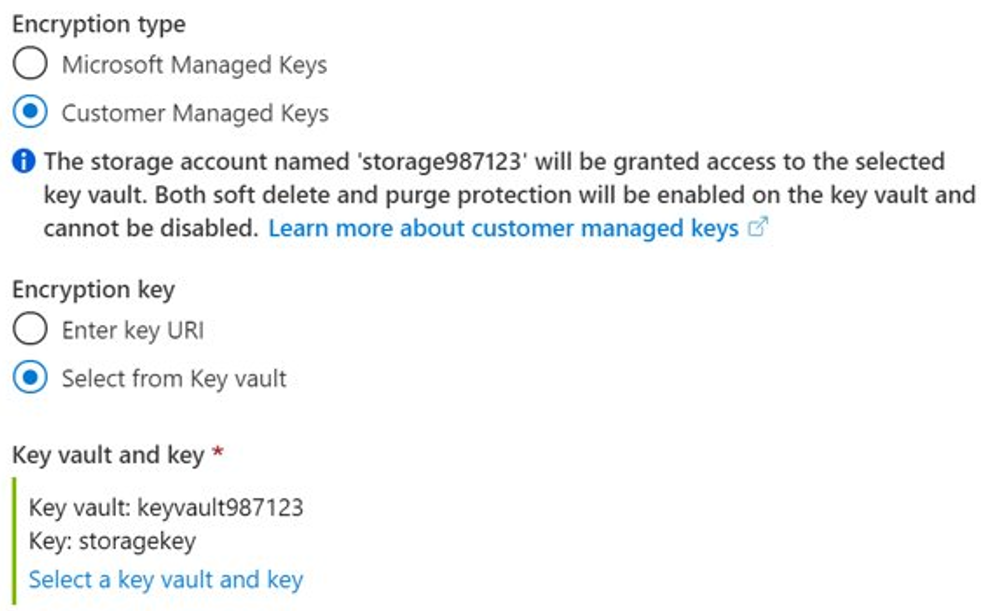 Encryption type
Microsoft Managed Keys
Customer Managed Keys
The storage account named 'storage987123' will be granted access to the selected
key vault. Both soft delete and purge protection will be enabled on the key vault and
cannot be disabled. Learn more about customer managed keys
Encryption key
Enter key URI
Select from Key vault
Key vault and key *
Key vault: keyvault987123
Key: storagekey
Select a key vault and key